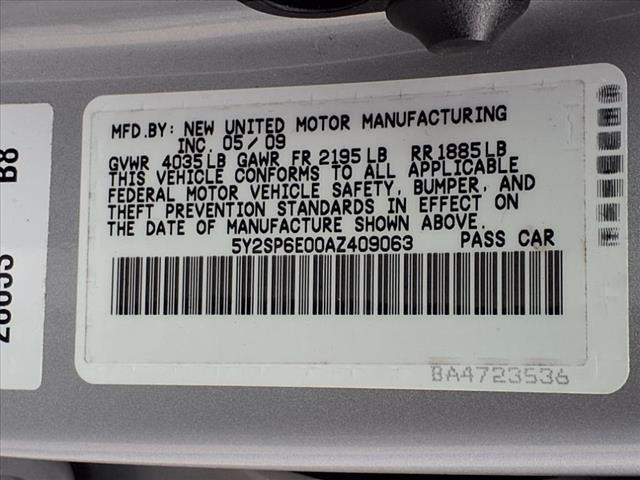 MFD.BY: NEW UNITED MOTOR MANUFACTURING
INC. 05/09
GVWR 4035LB GAWR FR 2195LB RR 1885LB
THIS VEHICLE CONFORMS TO ALL APPLICABLE
FEDERAL MOTOR VEHICLE SAFETY, BUMPER, AND
THEFT PREVENTION STANDARDS IN EFFECT ON
THE DATE OF MANUFACTURE SHOWN ABOVE.
5Y2SP6E00AZ409063 PASS CAR
BA4723536
B8